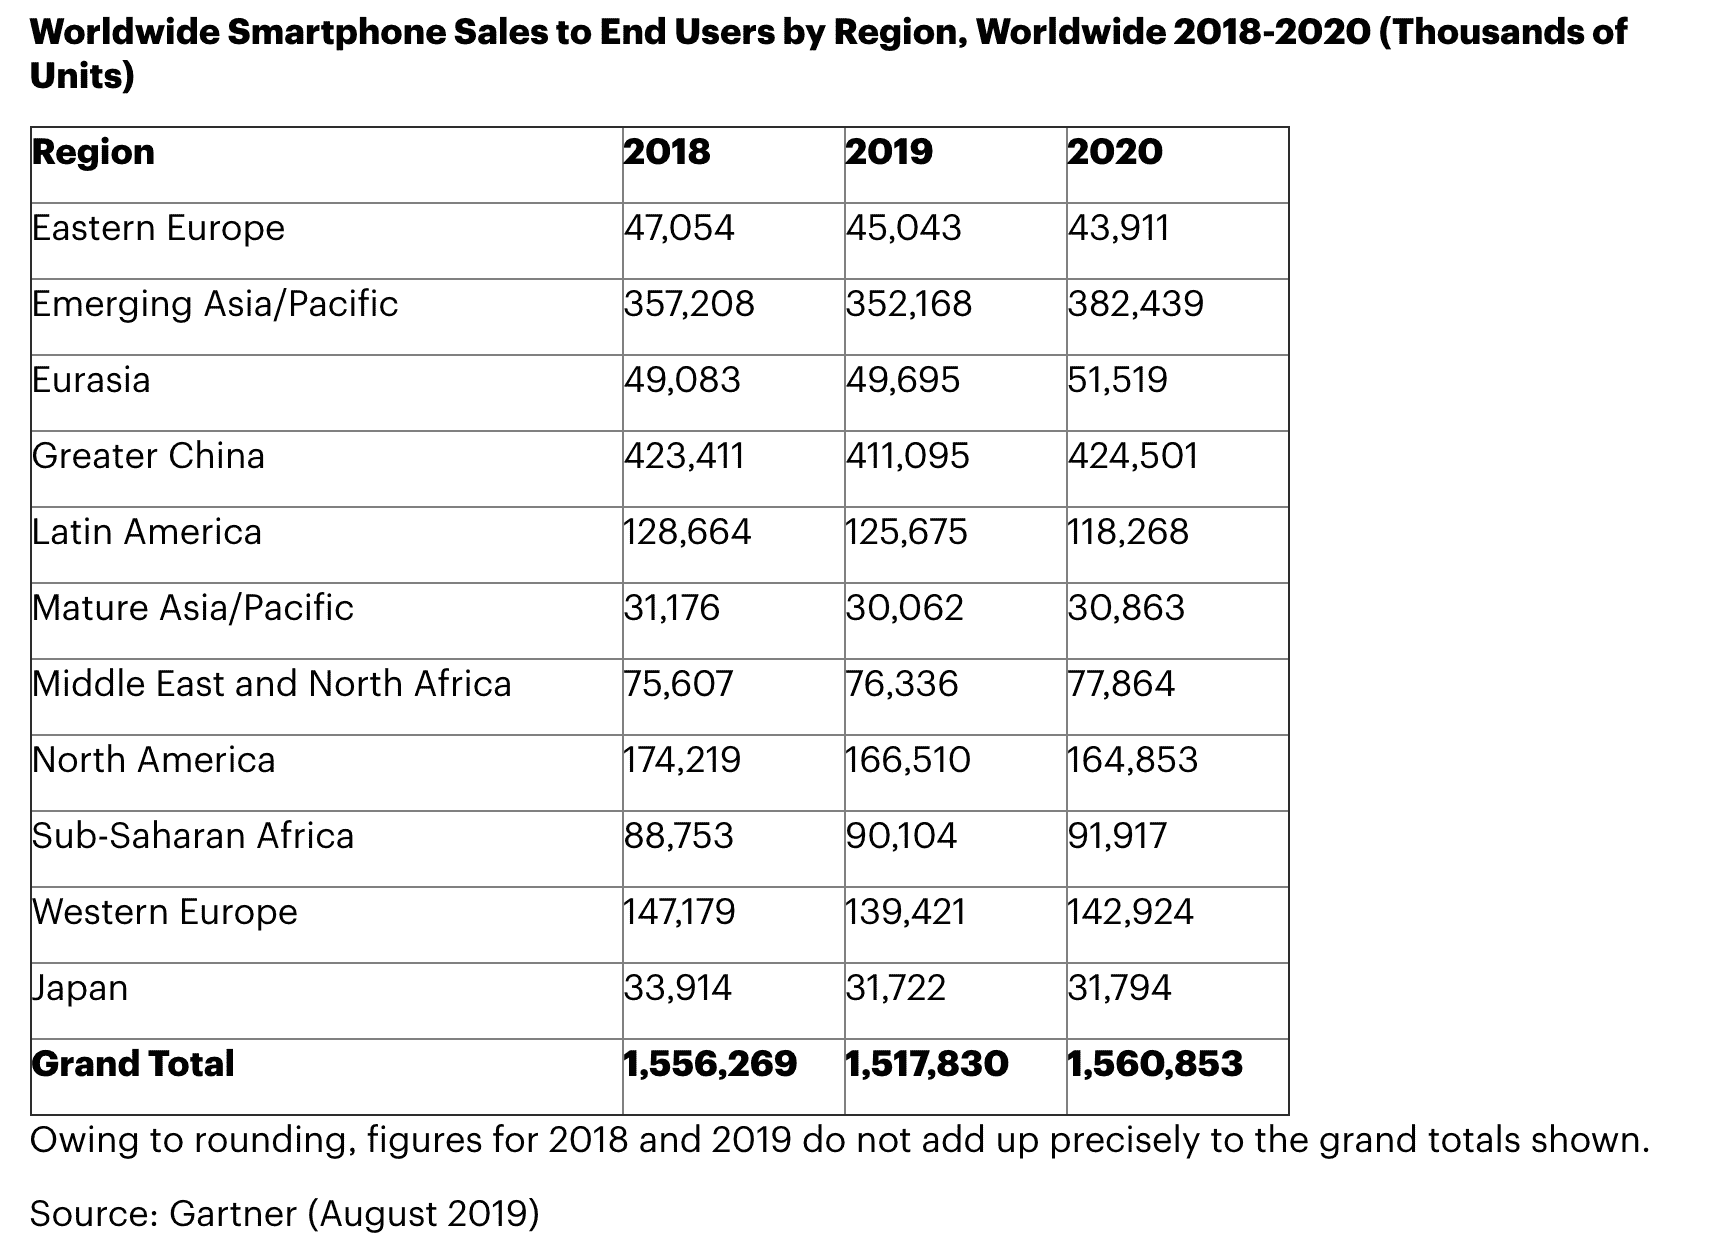 Worldwide Smartphone Sales to End Users by Region, Worldwide 2018-2020 (Thousands of
Units)
Region 2018 2019 2020
Eastern Europe 47,054 45,043 43,911
Emerging Asia/Pacific 357,208 352,168 382,439
Eurasia 49,083 49,695 51,519
Greater China 423,411 411,095 424,501
Latin America 128,664 125,675 118,268
Mature Asia/Pacific 31,176 30,062 30,863
Middle East and North Africa 75,607 76,336 77,864
North America 174,219 166,510 164,853
Sub-Saharan Africa 88,753 90,104 91,917
Western Europe 147,179 139,421 142,924
Japan 33,914 31,722 31,794
Grand Total 1,556,269 1,517,830 1,560,853
Owing to rounding, figures for 2018 and 2019 do not add up precisely to the grand totals shown.
Source: Gartner (August 2019)